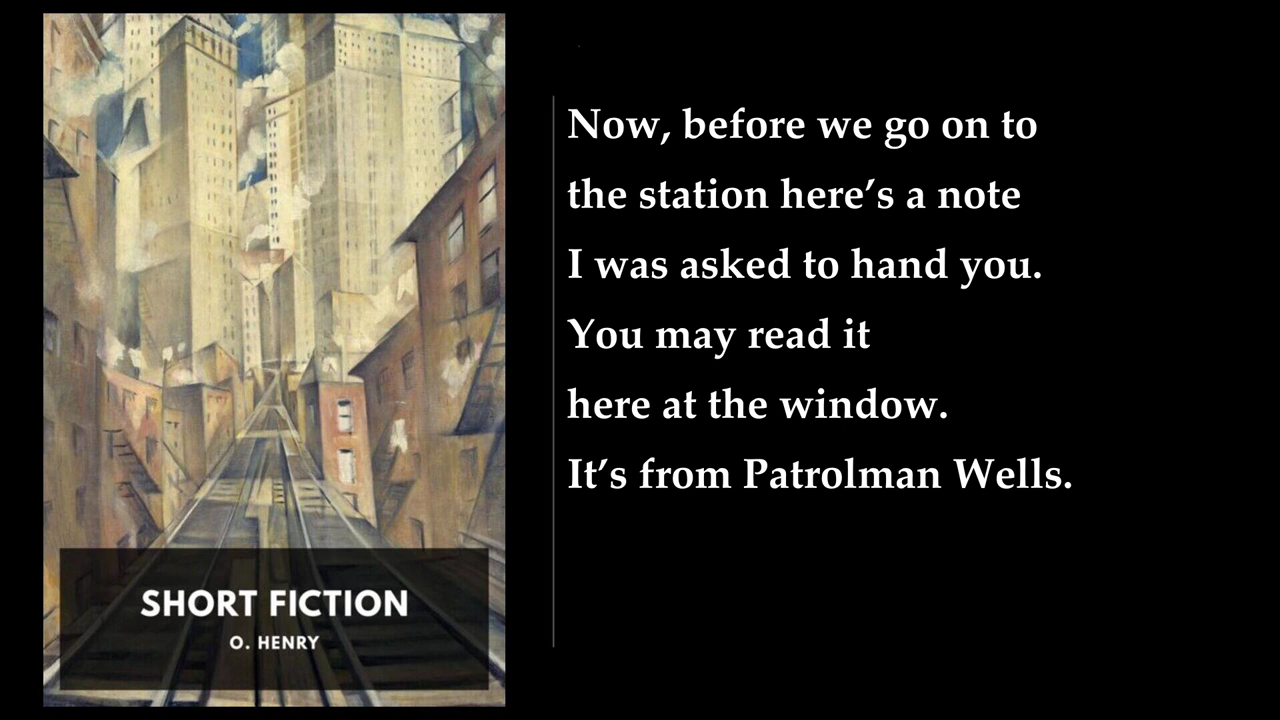 SHORT FICTION
O. HENRY
Now, before we go on to
the station here’s a note
I was asked to hand you.
You may read it
here at the window.
It’s from Patrolman Wells.